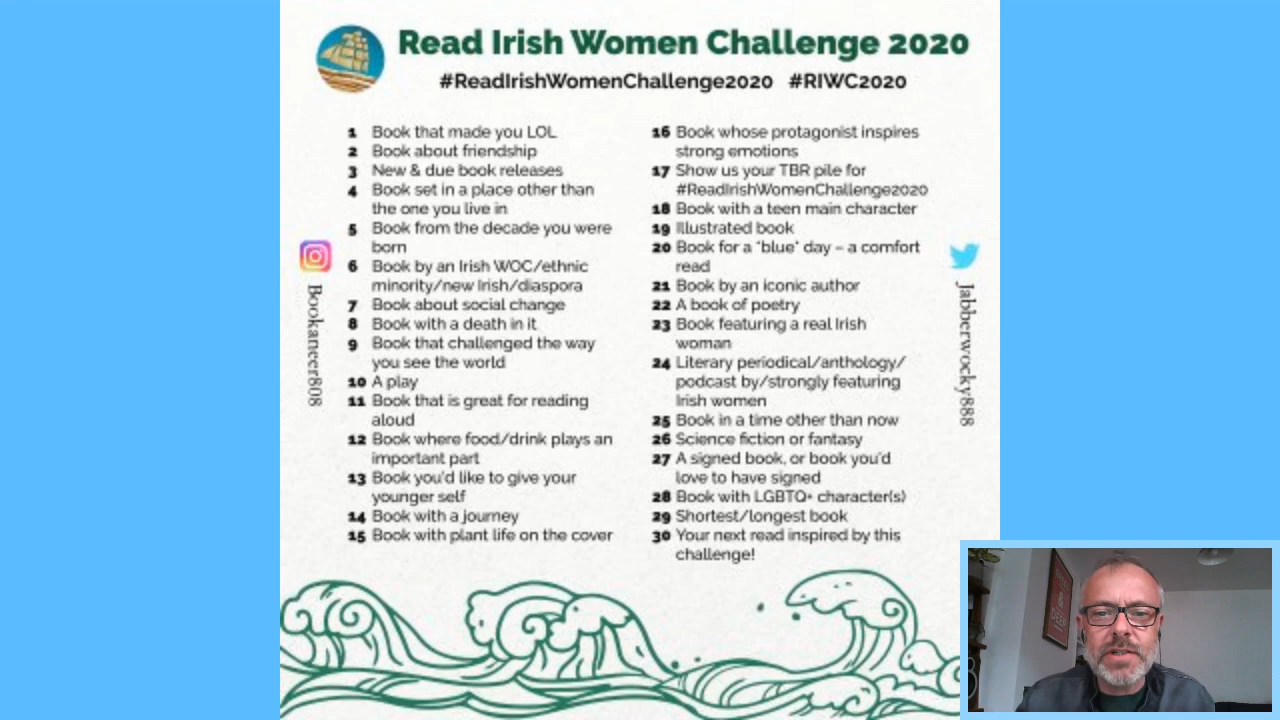 Read Irish Women Challenge 2020
#ReadIrishWomenChallenge2020 #RIWC2020
1 Book that made you LOL
2 Book about friendship
3 New & due book releases
4 Book set in a place other than
the one you live in
5 Book from the decade you were
born
6 Book by an Irish WOC/ethnic
minority/new Irish/diaspora
7 Book about social change
8 Book with a death in it
9 Book that challenged the way
you see the world
10 A play
11 Book that is great for reading
aloud
12 Book where food/drink plays an
important part
13 Book you'd like to give your
younger self
14 Book with a journey
15 Book with plant life on the cover
16 Book whose protagonist inspires
strong emotions
17 Show us your TBR pile for
#ReadIrishWomenChallenge2020
18 Book with a teen main character
19 Illustrated book
20 Book for a "blue" day – a comfort
read
21 Book by an iconic author
22 A book of poetry
23 Book featuring a real Irish
woman
24 Literary periodical/anthology/
podcast by/strongly featuring
Irish women
25 Book in a time other than now
26 Science fiction or fantasy
27 A signed book, or book you'd
love to have signed
28 Book with LGBTQ+ character(s)
29 Shortest/longest book
30 Your next read inspired by this
challenge!
Bookaneer808
Jabberwocky888